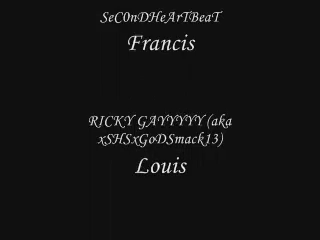 SeC0nDHeArTBeaT
Francis
RICKY GAYYYYY (aka
xSHSxGoDSmack13)
Louis